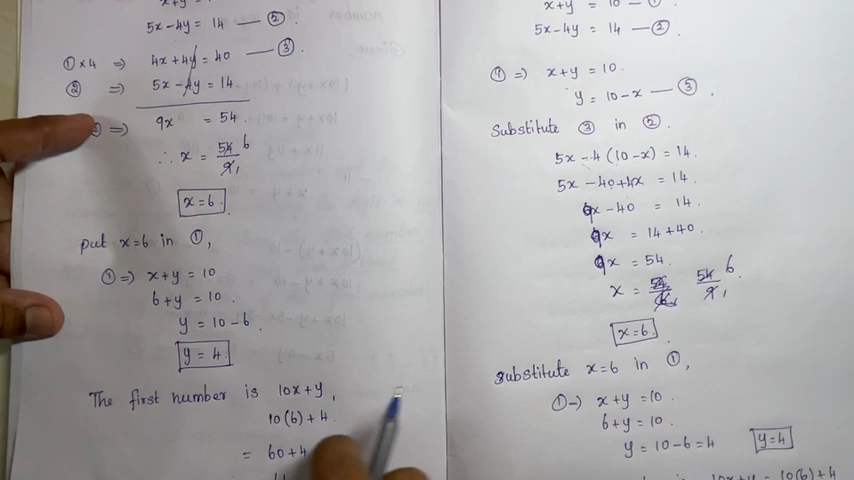 x+y =
5x-4y = 14 — ②.
①×4 ⇒ 4x+4y = 40 — ③
② ⇒ 5x-4y = 14
⇒ 9x = 54.
∴ x = 54/9 6 1
x=6.
put x=6 in ①,
①⇒ x+y = 10
6+y = 10.
y = 10-6.
y=4.
The first number is 10x+y,
10(6)+4.
= 60+4
x+y = 10 — ①
5x-4y = 14 — ②.
⇒ x+y = 10.
y = 10-x — ③.
Substitute ③ in ②.
5x-4(10-x) = 14.
5x-40+4x = 14.
9x-40 = 14.
9x = 14+40.
9x = 54.
x = 54/9 6 1
x=6.
Substitute x=6 in ①,
①-) x+y =10.
6+y =10.
y = 10-6 = 4 y=4
10x+y = 10(6)+4